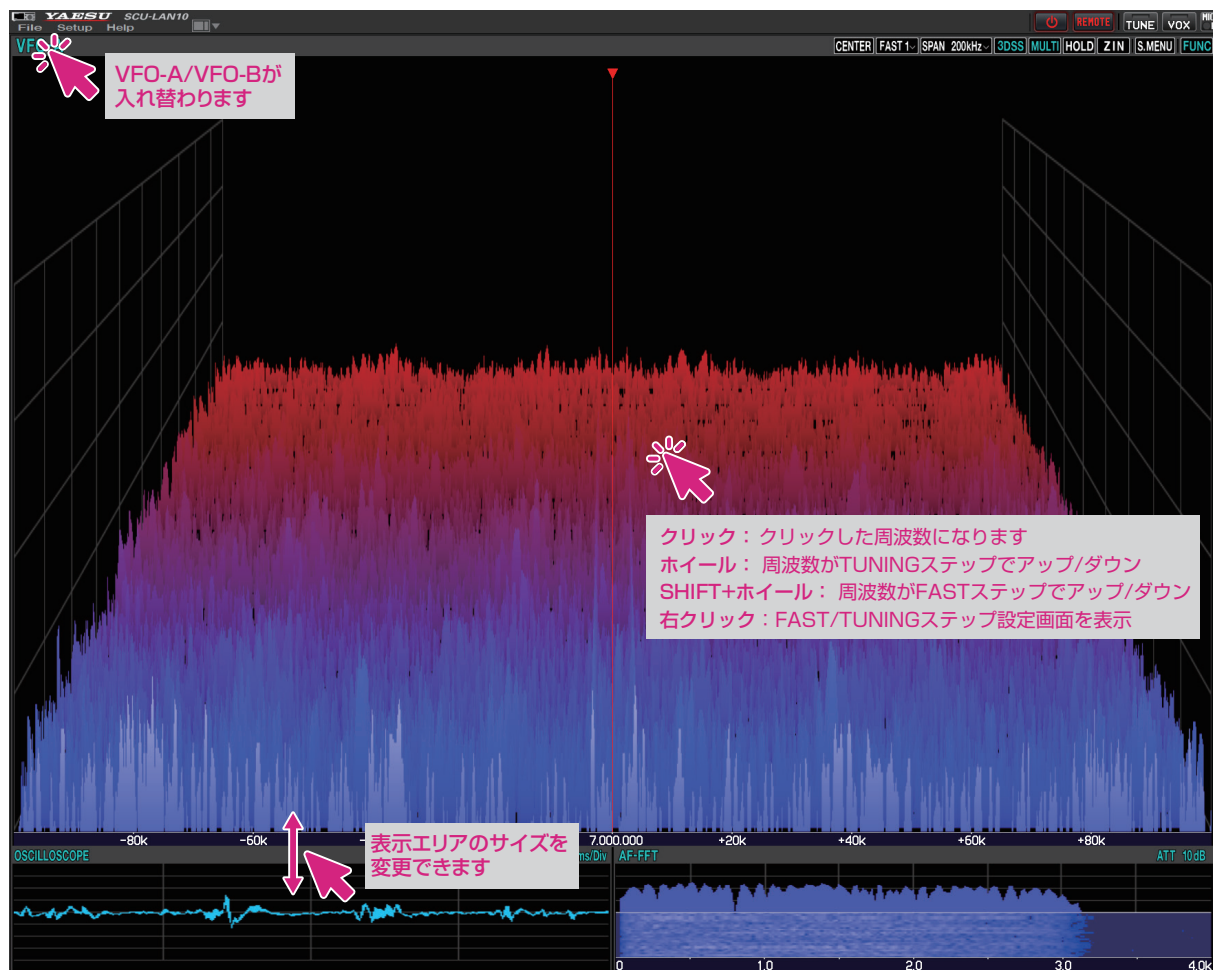 YAESU SCU-LAN10
File Setup Help
REMOTE TUNE VOX
VFO
CENTER FAST1 SPAN 200kHz 3DSS MULTI HOLD ZIN S.MENU FUNC
VFO-A/VFO-Bが
入れ替わります
クリック：クリックした周波数になります
ホイール： 周波数がTUNINGステップでアップ/ダウン
SHIFT+ホイール： 周波数がFASTステップでアップ/ダウン
右クリック：FAST/TUNINGステップ設定画面を表示
-80k -60k 7.000.000 +20k +40k +60k +80k
表示エリアのサイズを
変更できます
OSCILLOSCOPE ms/Div AF-FFT ATT 10dB
0 1.0 2.0 3.0 4.0k